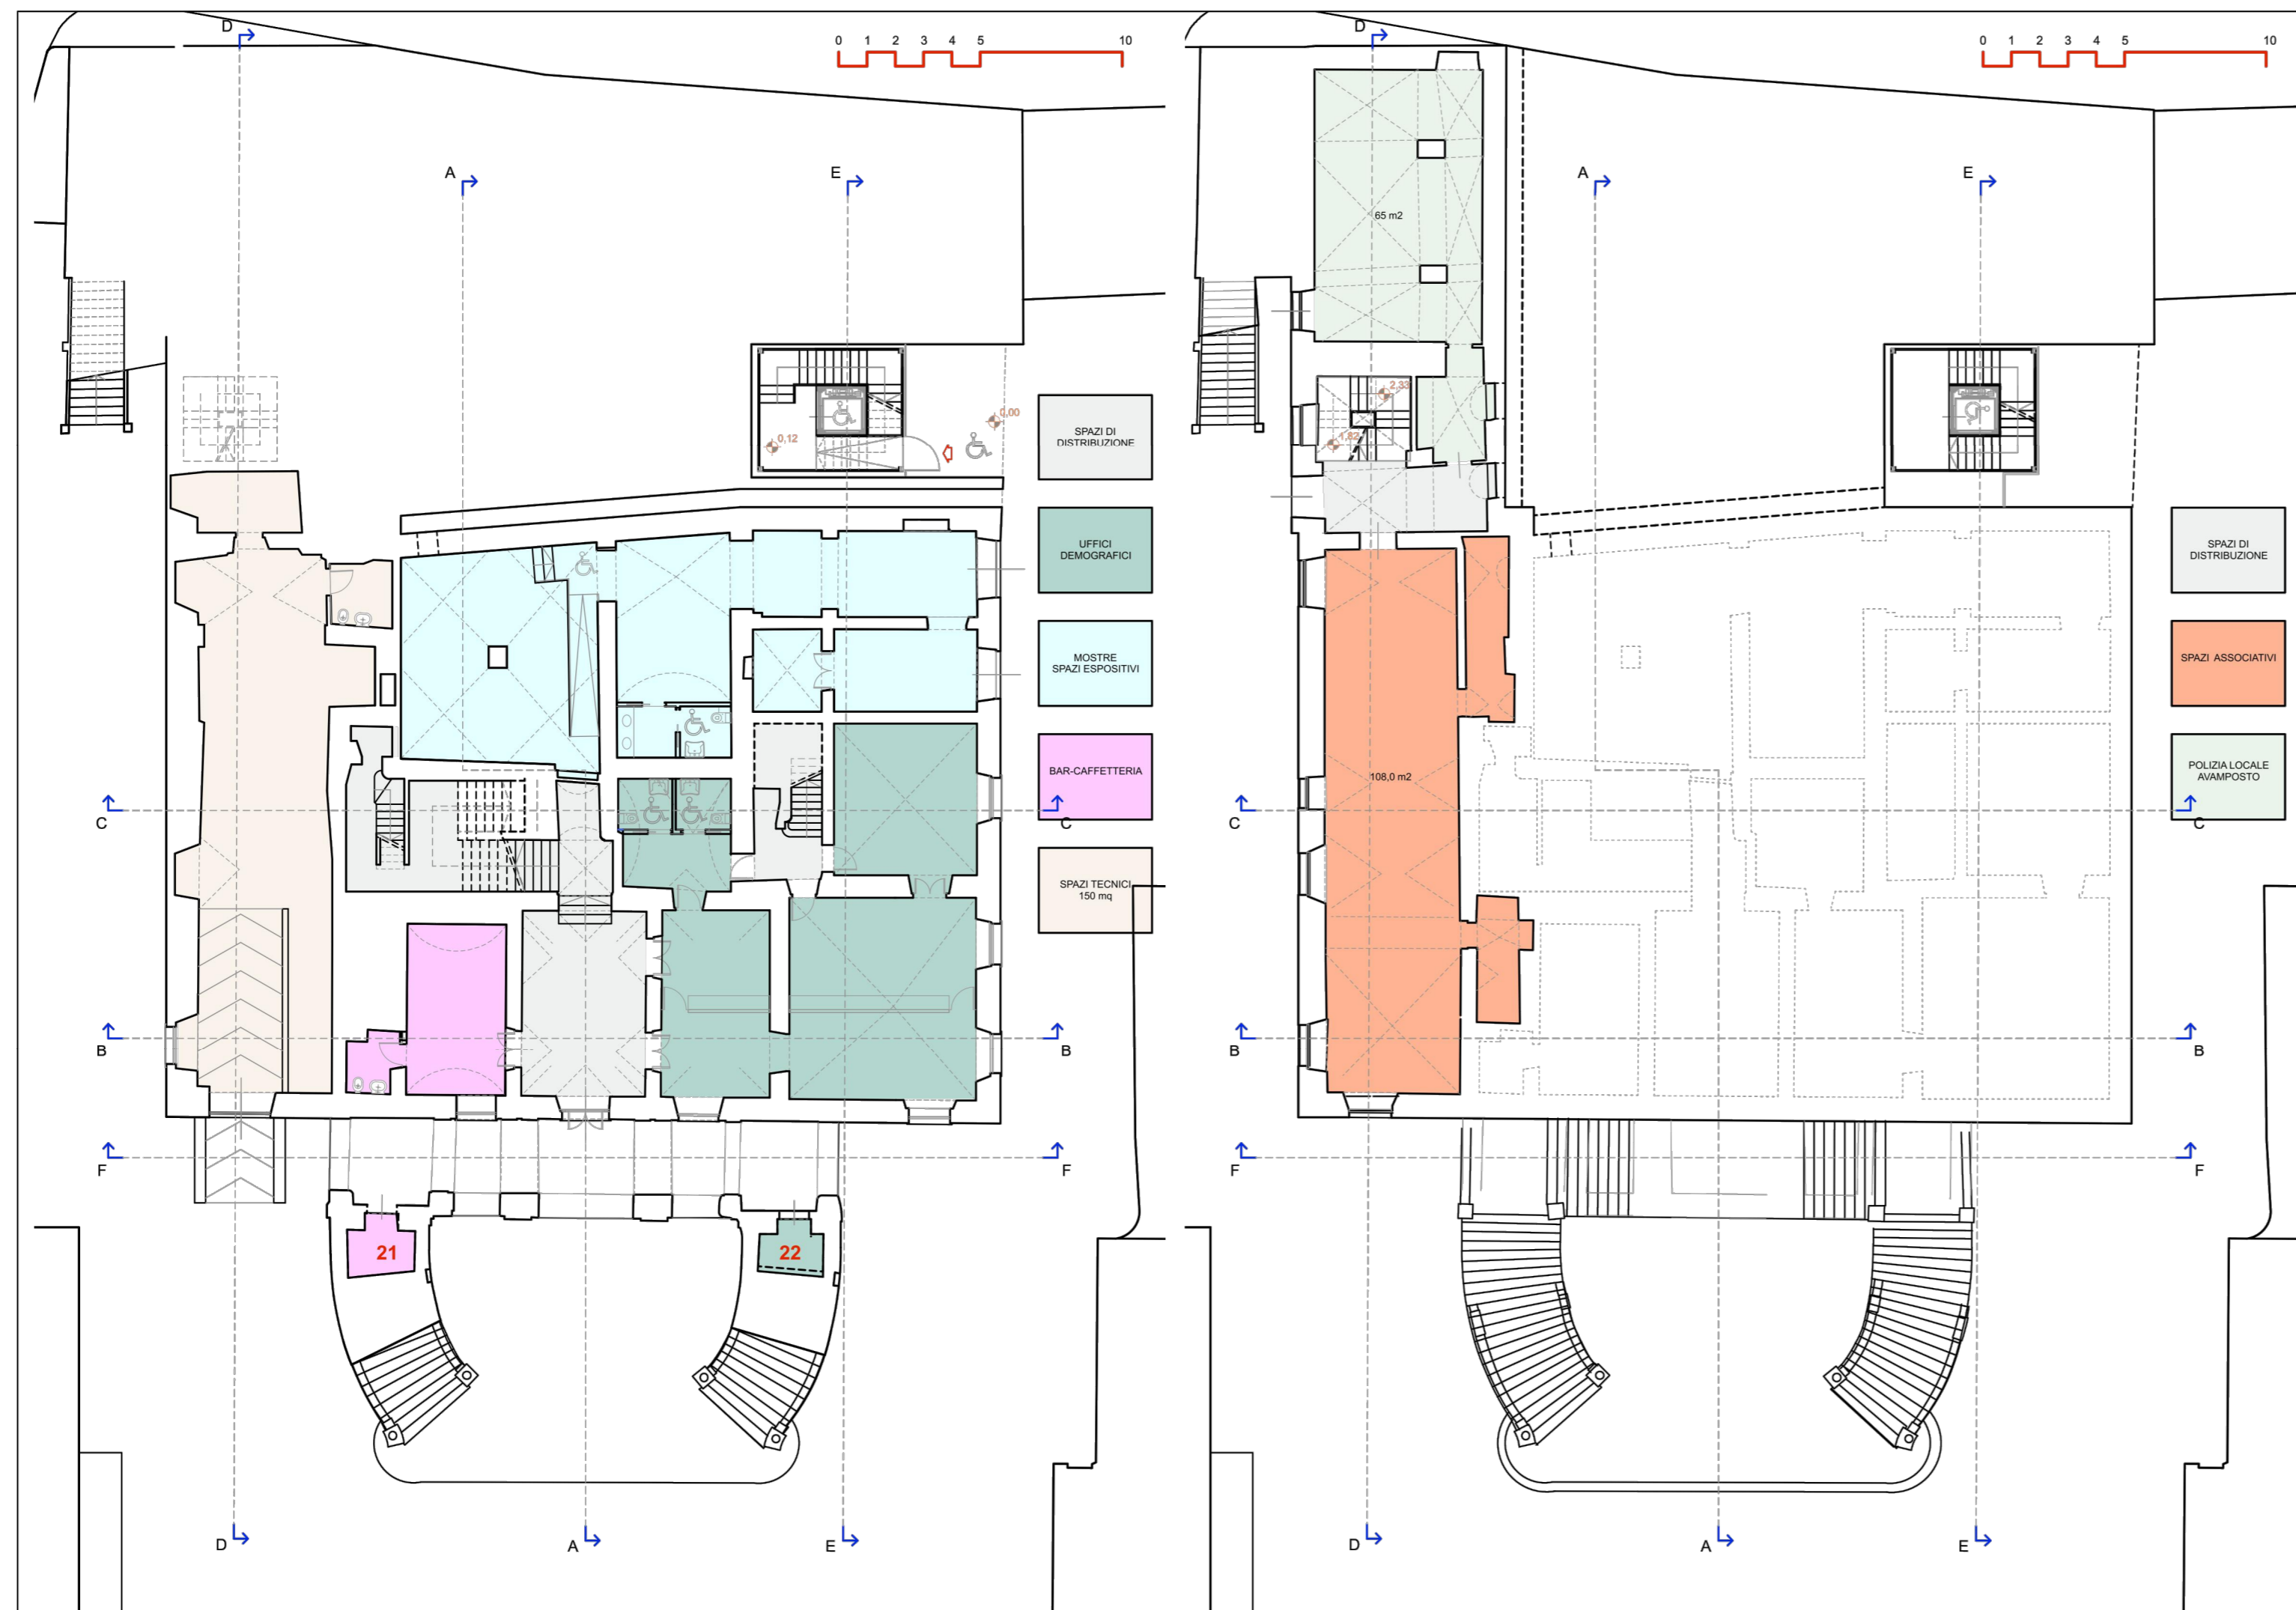 D
0 1 2 3 4 5 10
A
E
0,12
0,00
SPAZI DI
DISTRIBUZIONE
UFFICI
DEMOGRAFICI
MOSTRE
SPAZI ESPOSITIVI
BAR-CAFFETTERIA
C
C
SPAZI TECNICI
150 mq
B
B
F
F
21
22
D
A
E
D
0 1 2 3 4 5 10
A
E
65 m2
2,33
1,82
SPAZI DI
DISTRIBUZIONE
SPAZI ASSOCIATIVI
POLIZIA LOCALE
AVAMPOSTO
108,0 m2
C
C
B
B
F
F
D
A
E